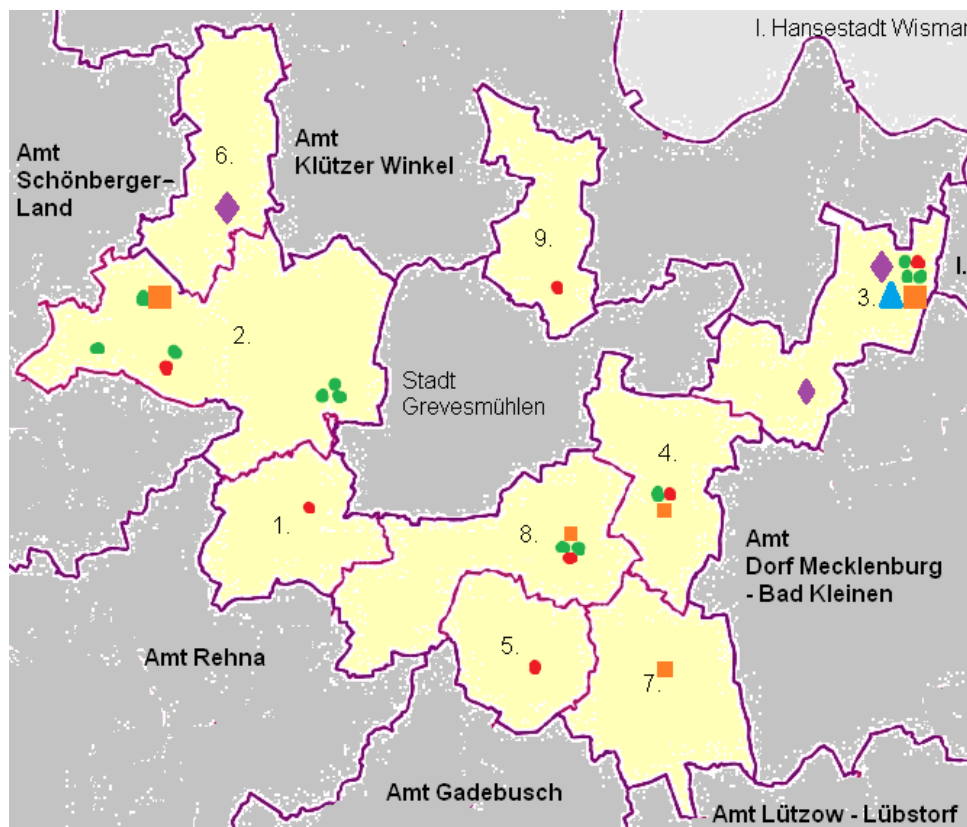 I. Hansestadt Wismar
Amt
Schönberger–
Land
6.
Amt
Klützer Winkel
9.
I.
3.
2.
Stadt
Grevesmühlen
4.
1.
8.
Amt
Dorf Mecklenburg
- Bad Kleinen
Amt Rehna
5.
7.
Amt Gadebusch
Amt Lützow - Lübstorf